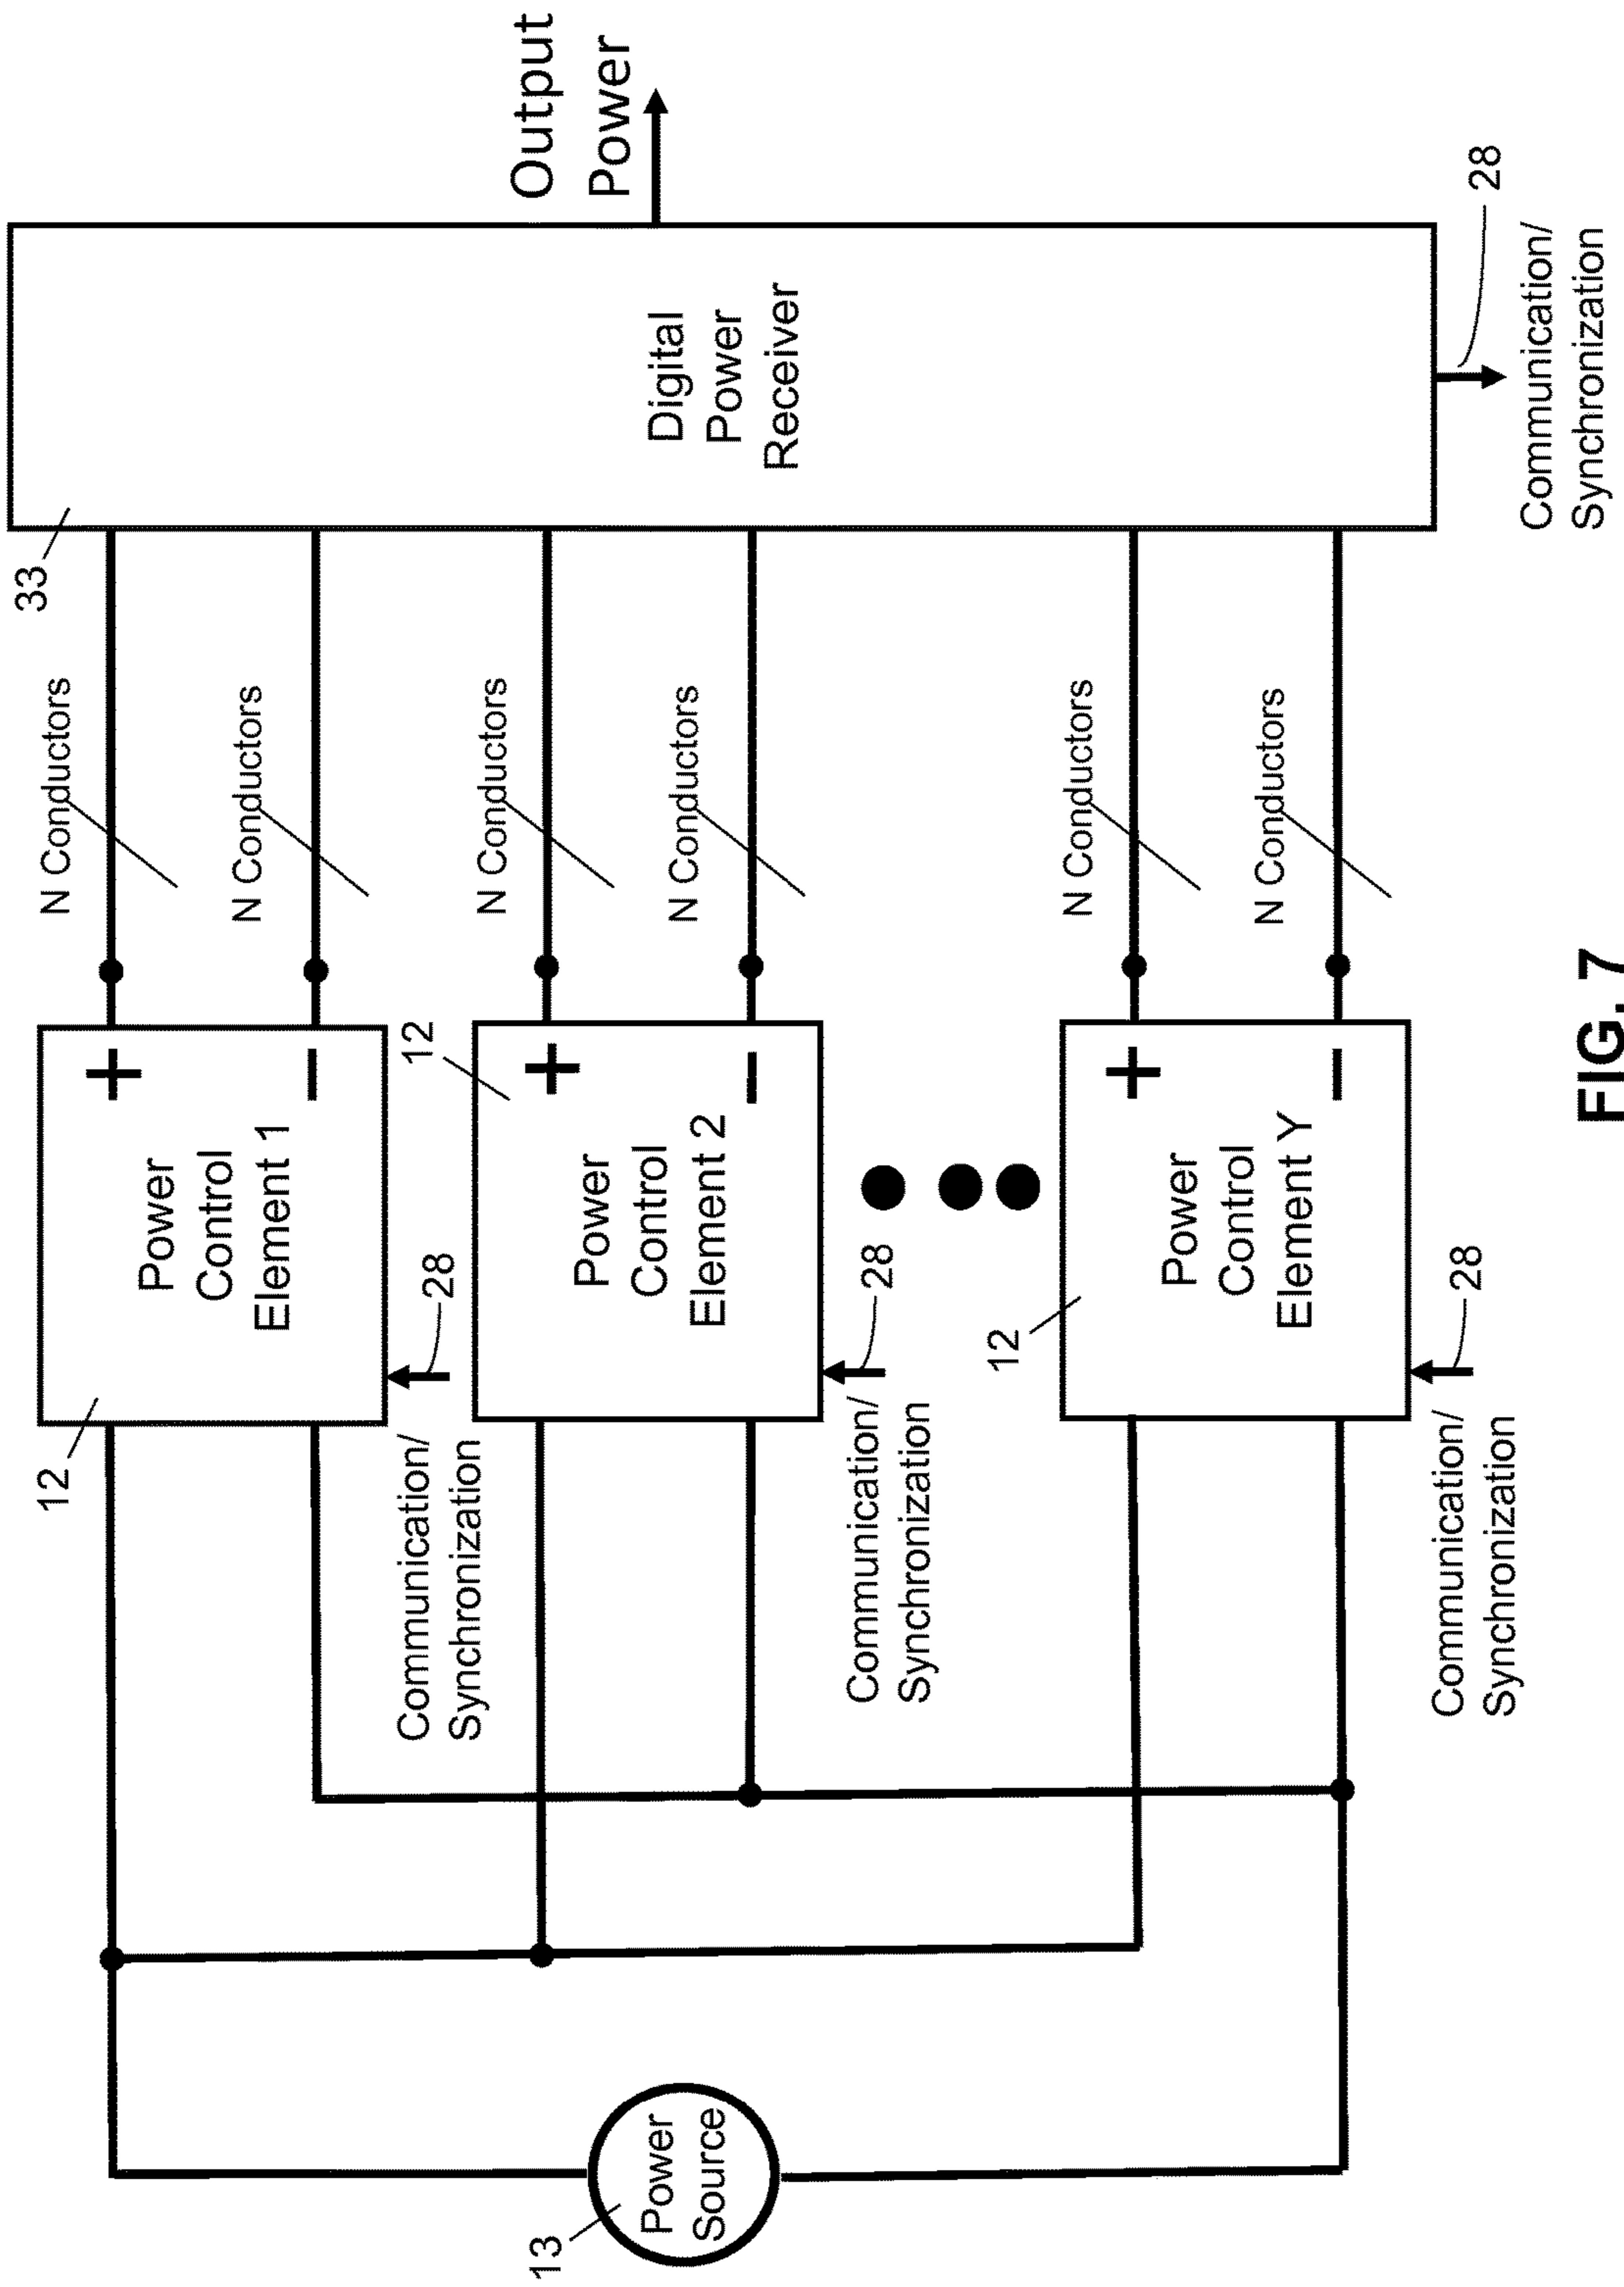 Output
Power
33
Digital
Power
Receiver
28
Communication/
Synchronization
N Conductors
N Conductors
N Conductors
N Conductors
N Conductors
N Conductors
12
Power
Control
Element 1
+
−
28
Communication/
Synchronization
12
Power
Control
Element 2
+
−
28
Communication/
Synchronization
12
Power
Control
Element Y
+
−
28
Communication/
Synchronization
13
Power
Source
FIG. 7